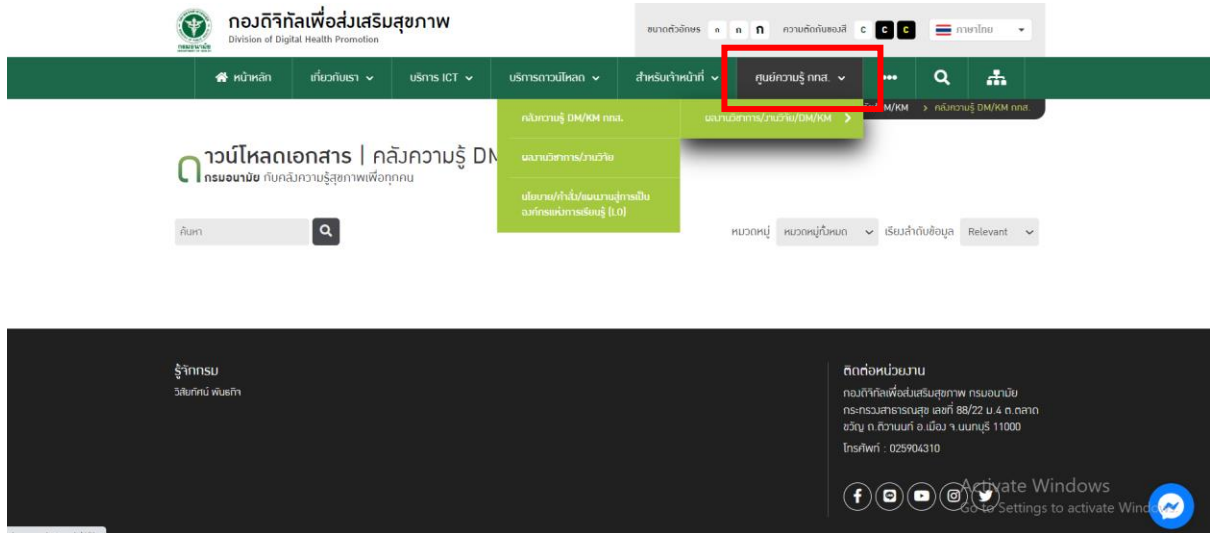 กองดิจิทัลเพื่อส่งเสริมสุขภาพ
Division of Digital Health Promotion
กรมอนามัย
ขนาดตัวอักษร ก ก ก ความตัดกันของสี C C C ภาษาไทย
หน้าหลัก เกี่ยวกับเรา บริการ ICT บริการดาวน์โหลด สำหรับเจ้าหน้าที่ ศูนย์ความรู้ กกส. •••
DM/KM > คลังความรู้ DM/KM กกส.
คลังความรู้ DM/KM กกส. ผลงานวิชาการ/งานวิจัย/DM/KM
ผลงานวิชาการ/งานวิจัย
นโยบาย/คำสั่ง/แผนงานสู่การเป็น
องค์กรแห่งการเรียนรู้ (LO)
ดาวน์โหลดเอกสาร | คลังความรู้ DM
กรมอนามัย กับคลังความรู้สุขภาพเพื่อทุกคน
ค้นหา หมวดหมู่ หมวดหมู่ทั้งหมด เรียงลำดับข้อมูล Relevant
รู้จักกรม
วิสัยทัศน์ พันธกิจ
ติดต่อหน่วยงาน
กองดิจิทัลเพื่อส่งเสริมสุขภาพ กรมอนามัย
กระทรวงสาธารณสุข เลขที่ 88/22 ม.4 ต.ตลาด
ขวัญ ถ.ติวานนท์ อ.เมือง จ.นนทบุรี 11000
โทรศัพท์ : 025904310
Activate Windows
Go to Settings to activate Wind